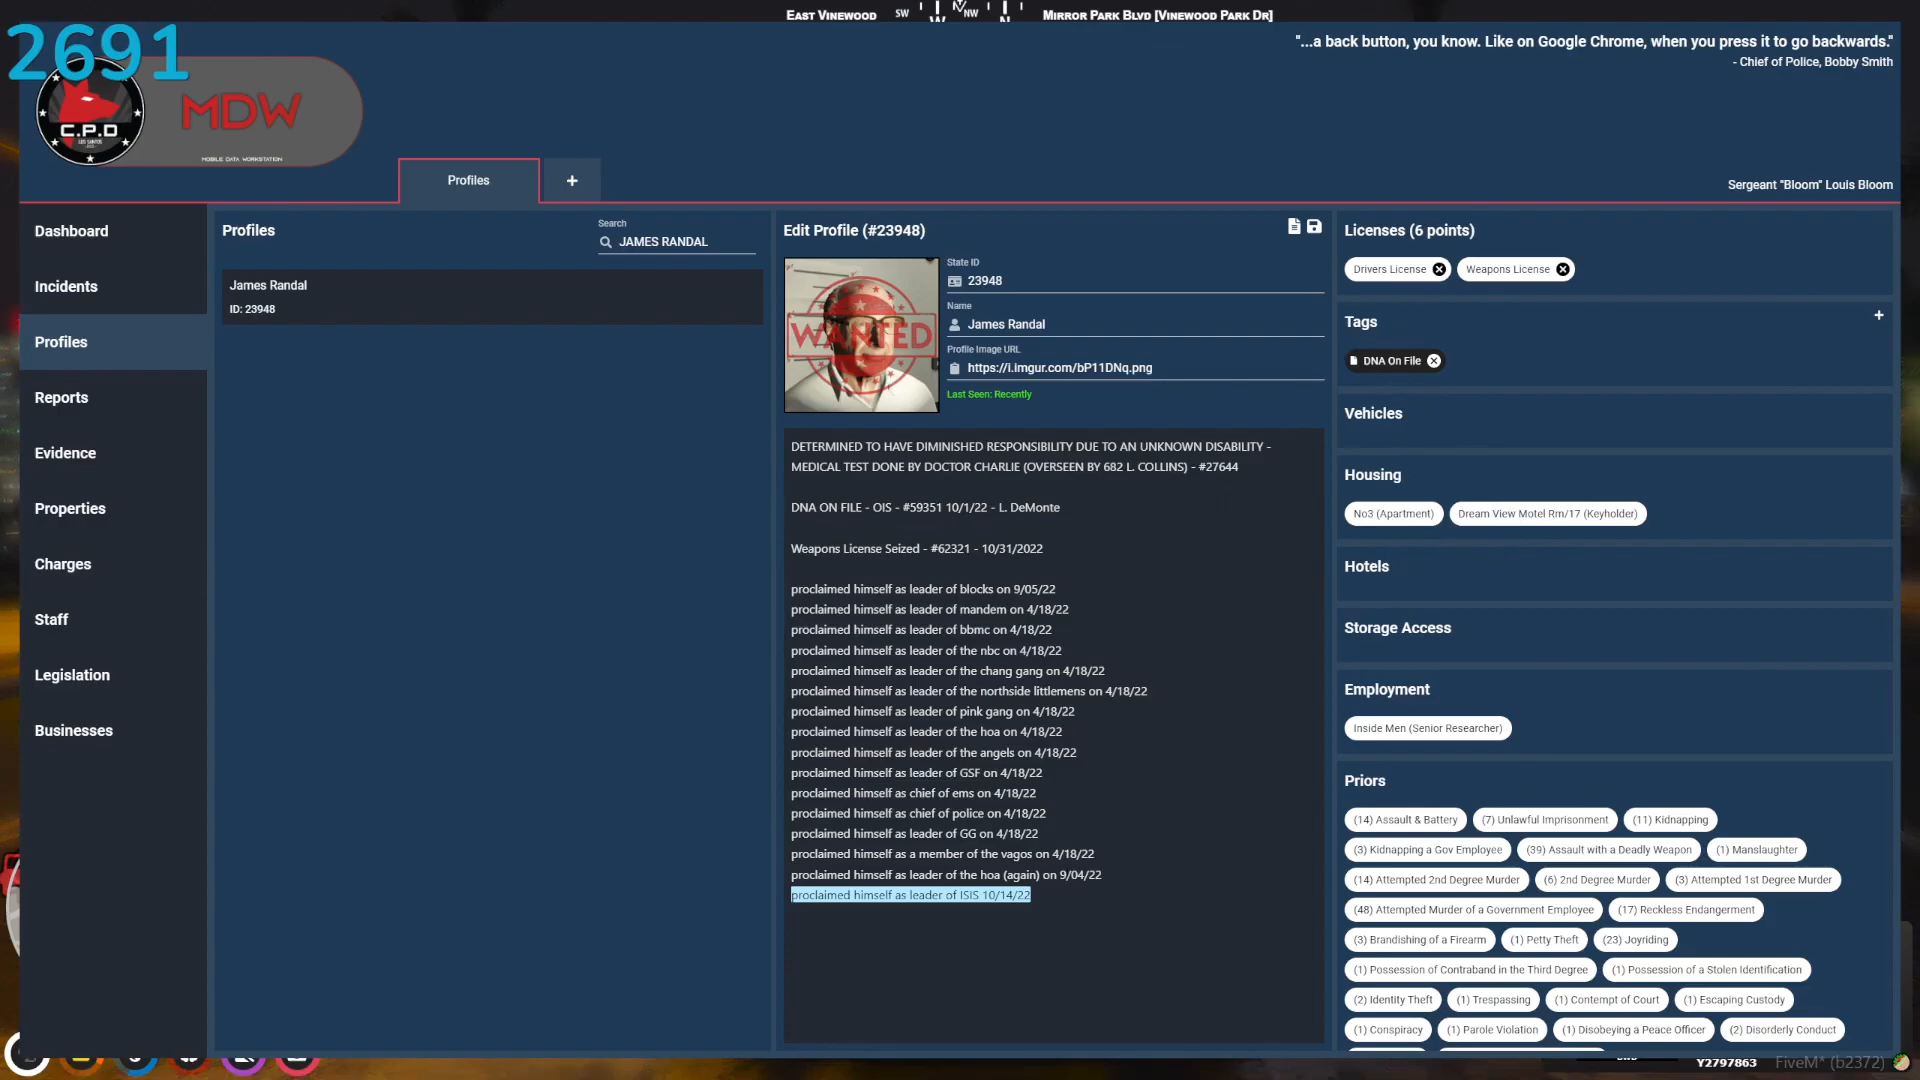 East Vinewood
SW
W
NW
N
Mirror Park Blvd [Vinewood Park Dr]
2691
"...a back button, you know. Like on Google Chrome, when you press it to go backwards."
- Chief of Police, Bobby Smith
C.P.D
LOS SANTOS
MDW
MOBILE DATA WORKSTATION
Profiles
+
Sergeant "Bloom" Louis Bloom
Dashboard
Incidents
Profiles
Reports
Evidence
Properties
Charges
Staff
Legislation
Businesses
Profiles
Search
JAMES RANDAL
James Randal
ID: 23948
Edit Profile (#23948)
WANTED
State ID
23948
Name
James Randal
Profile Image URL
https://i.imgur.com/bP11DNq.png
Last Seen: Recently
DETERMINED TO HAVE DIMINISHED RESPONSIBILITY DUE TO AN UNKNOWN DISABILITY -
MEDICAL TEST DONE BY DOCTOR CHARLIE (OVERSEEN BY 682 L. COLLINS) - #27644
DNA ON FILE - OIS - #59351 10/1/22 - L. DeMonte
Weapons License Seized - #62321 - 10/31/2022
proclaimed himself as leader of blocks on 9/05/22
proclaimed himself as leader of mandem on 4/18/22
proclaimed himself as leader of bbmc on 4/18/22
proclaimed himself as leader of the nbc on 4/18/22
proclaimed himself as leader of the chang gang on 4/18/22
proclaimed himself as leader of the northside littlemens on 4/18/22
proclaimed himself as leader of pink gang on 4/18/22
proclaimed himself as leader of the hoa on 4/18/22
proclaimed himself as leader of the angels on 4/18/22
proclaimed himself as leader of GSF on 4/18/22
proclaimed himself as chief of ems on 4/18/22
proclaimed himself as chief of police on 4/18/22
proclaimed himself as leader of GG on 4/18/22
proclaimed himself as a member of the vagos on 4/18/22
proclaimed himself as leader of the hoa (again) on 9/04/22
proclaimed himself as leader of ISIS 10/14/22
Licenses (6 points)
Drivers License
Weapons License
Tags
+
DNA On File
Vehicles
Housing
No3 (Apartment)
Dream View Motel Rm/17 (Keyholder)
Hotels
Storage Access
Employment
Inside Men (Senior Researcher)
Priors
(14) Assault & Battery
(7) Unlawful Imprisonment
(11) Kidnapping
(3) Kidnapping a Gov Employee
(39) Assault with a Deadly Weapon
(1) Manslaughter
(14) Attempted 2nd Degree Murder
(6) 2nd Degree Murder
(3) Attempted 1st Degree Murder
(48) Attempted Murder of a Government Employee
(17) Reckless Endangerment
(3) Brandishing of a Firearm
(1) Petty Theft
(23) Joyriding
(1) Possession of Contraband in the Third Degree
(1) Possession of a Stolen Identification
(2) Identity Theft
(1) Trespassing
(1) Contempt of Court
(1) Escaping Custody
(1) Conspiracy
(1) Parole Violation
(1) Disobeying a Peace Officer
(2) Disorderly Conduct
Y2797863
FiveM* (b2372)